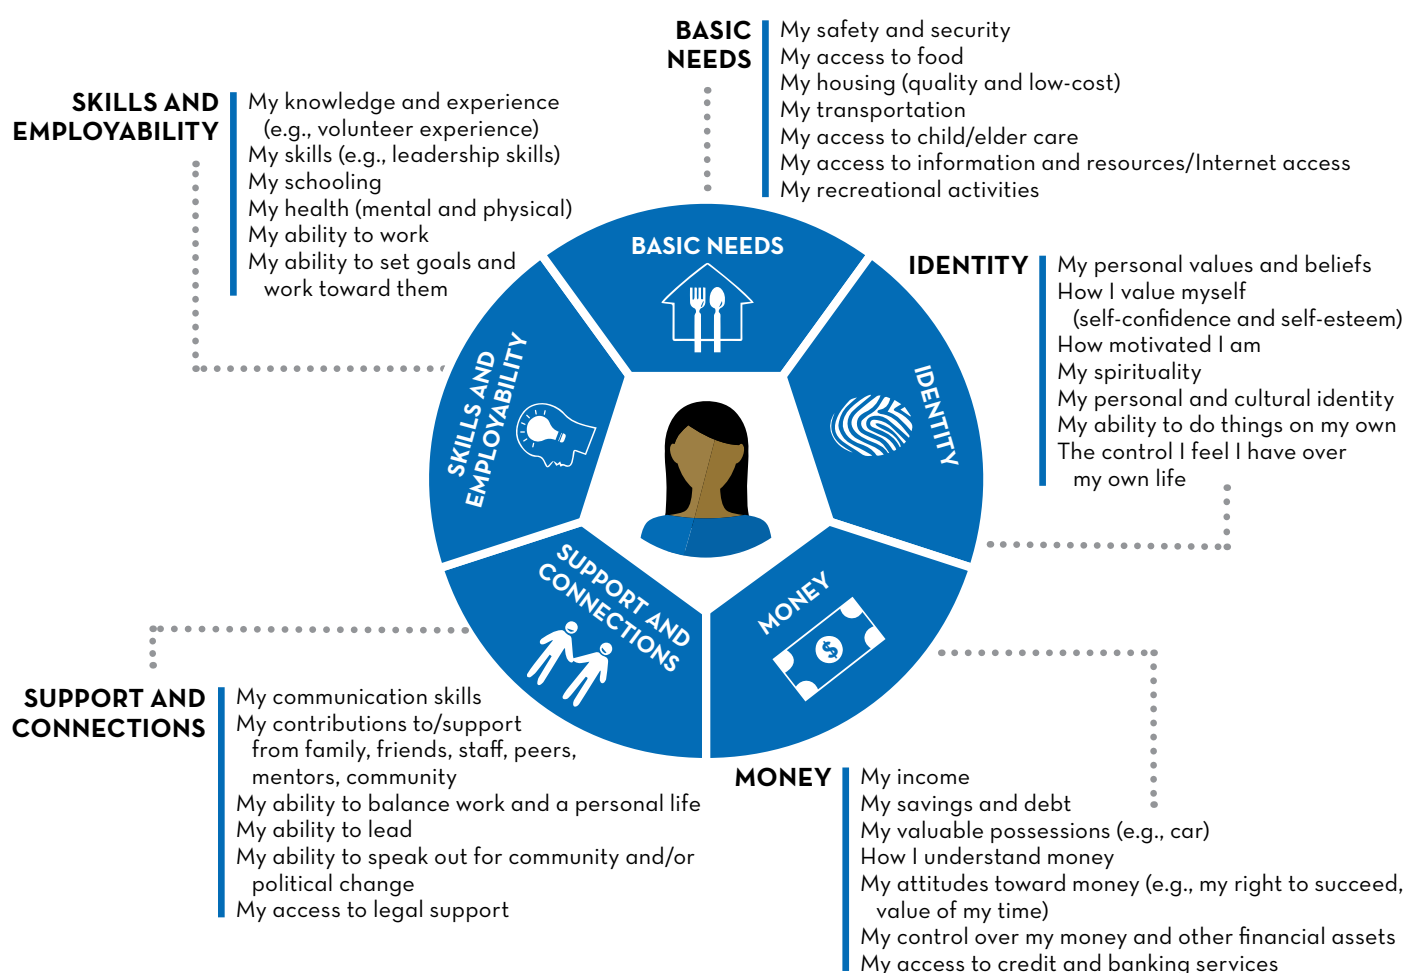 BASIC
NEEDS
My safety and security
My access to food
My housing (quality and low-cost)
My transportation
My access to child/elder care
My access to information and resources/Internet access
My recreational activities
SKILLS AND
EMPLOYABILITY
My knowledge and experience
(e.g., volunteer experience)
My skills (e.g., leadership skills)
My schooling
My health (mental and physical)
My ability to work
My ability to set goals and
work toward them
BASIC NEEDS
IDENTITY
My personal values and beliefs
How I value myself
(self-confidence and self-esteem)
How motivated I am
My spirituality
My personal and cultural identity
My ability to do things on my own
The control I feel I have over
my own life
SKILLS AND
EMPLOYABILITY
IDENTITY
SUPPORT AND
CONNECTIONS
MONEY
SUPPORT AND
CONNECTIONS
My communication skills
My contributions to/support
from family, friends, staff, peers,
mentors, community
My ability to balance work and a personal life
My ability to lead
My ability to speak out for community and/or
political change
My access to legal support
MONEY
My income
My savings and debt
My valuable possessions (e.g., car)
How I understand money
My attitudes toward money (e.g., my right to succeed,
value of my time)
My control over my money and other financial assets
My access to credit and banking services
$